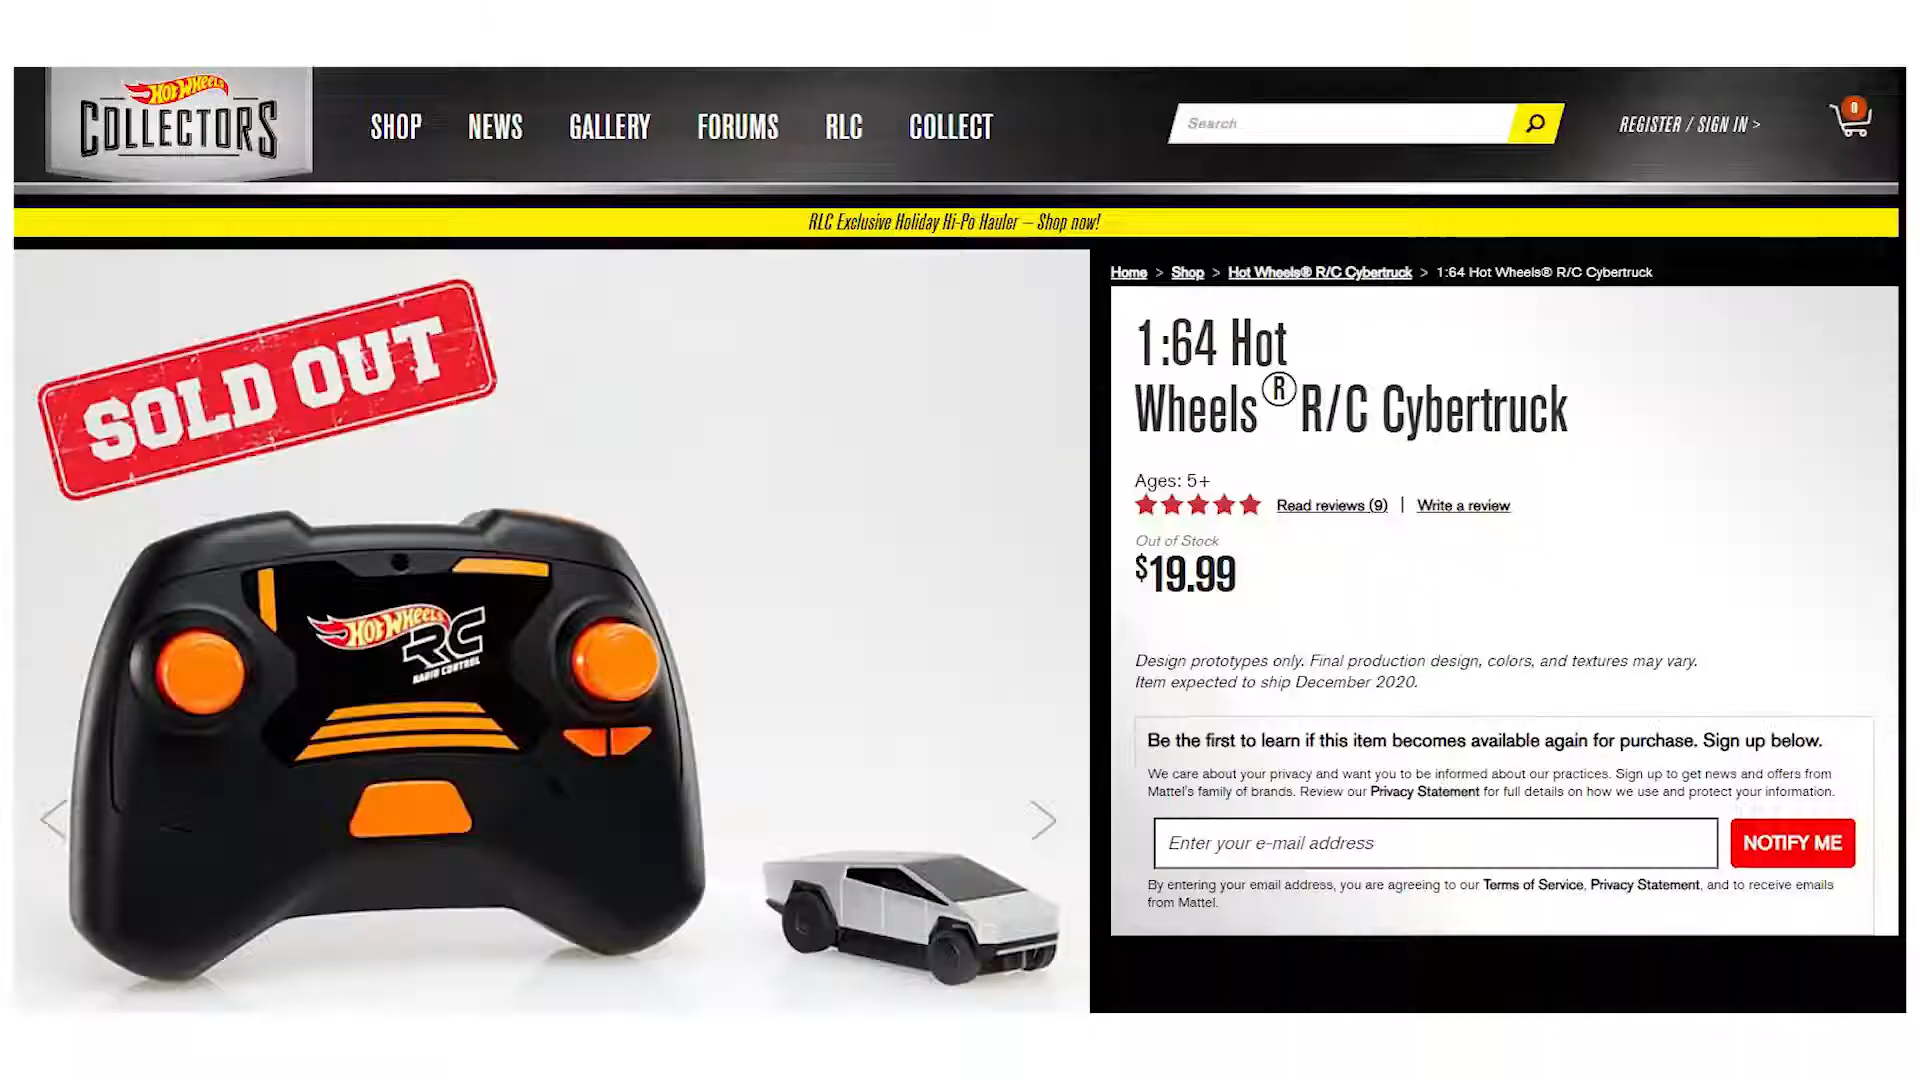 HOT WHEELS
COLLECTORS
SHOP NEWS GALLERY FORUMS RLC COLLECT
Search
REGISTER / SIGN IN >
0
RLC Exclusive Holiday Hi-Po Hauler – Shop now!
SOLD OUT
HOT WHEELS
RC
RADIO CONTROL
Home > Shop > Hot Wheels® R/C Cybertruck > 1:64 Hot Wheels® R/C Cybertruck
1:64 Hot
Wheels® R/C Cybertruck
Ages: 5+
Read reviews (9) | Write a review
Out of Stock
$19.99
Design prototypes only. Final production design, colors, and textures may vary.
Item expected to ship December 2020.
Be the first to learn if this item becomes available again for purchase. Sign up below.
We care about your privacy and want you to be informed about our practices. Sign up to get news and offers from
Mattel's family of brands. Review our Privacy Statement for full details on how we use and protect your information.
Enter your e-mail address
NOTIFY ME
By entering your email address, you are agreeing to our Terms of Service, Privacy Statement, and to receive emails
from Mattel.